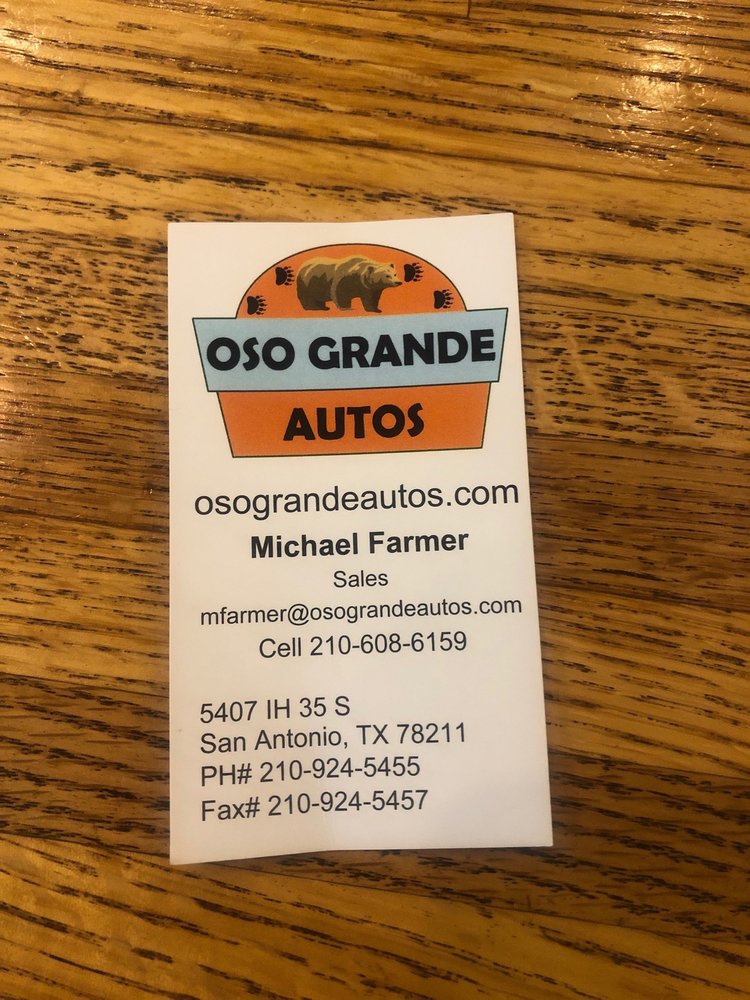 OSO GRANDE
AUTOS
osograndeautos.com
Michael Farmer
Sales
mfarmer@osograndeautos.com
Cell 210-608-6159
5407 IH 35 S
San Antonio, TX 78211
PH# 210-924-5455
Fax# 210-924-5457